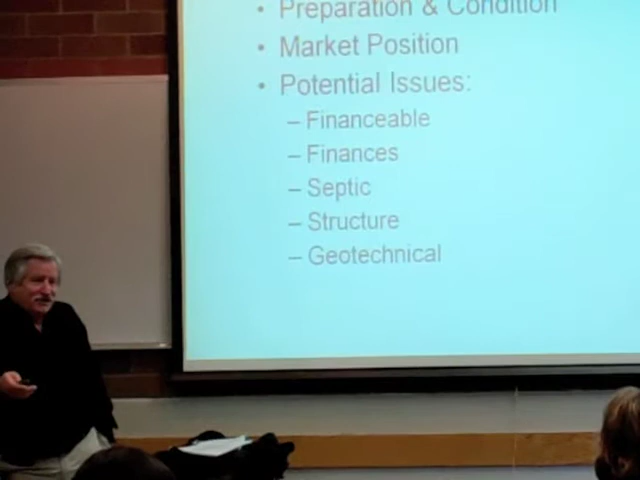 • Preparation & Condition
• Market Position
• Potential Issues:
– Financeable
– Finances
– Septic
– Structure
– Geotechnical